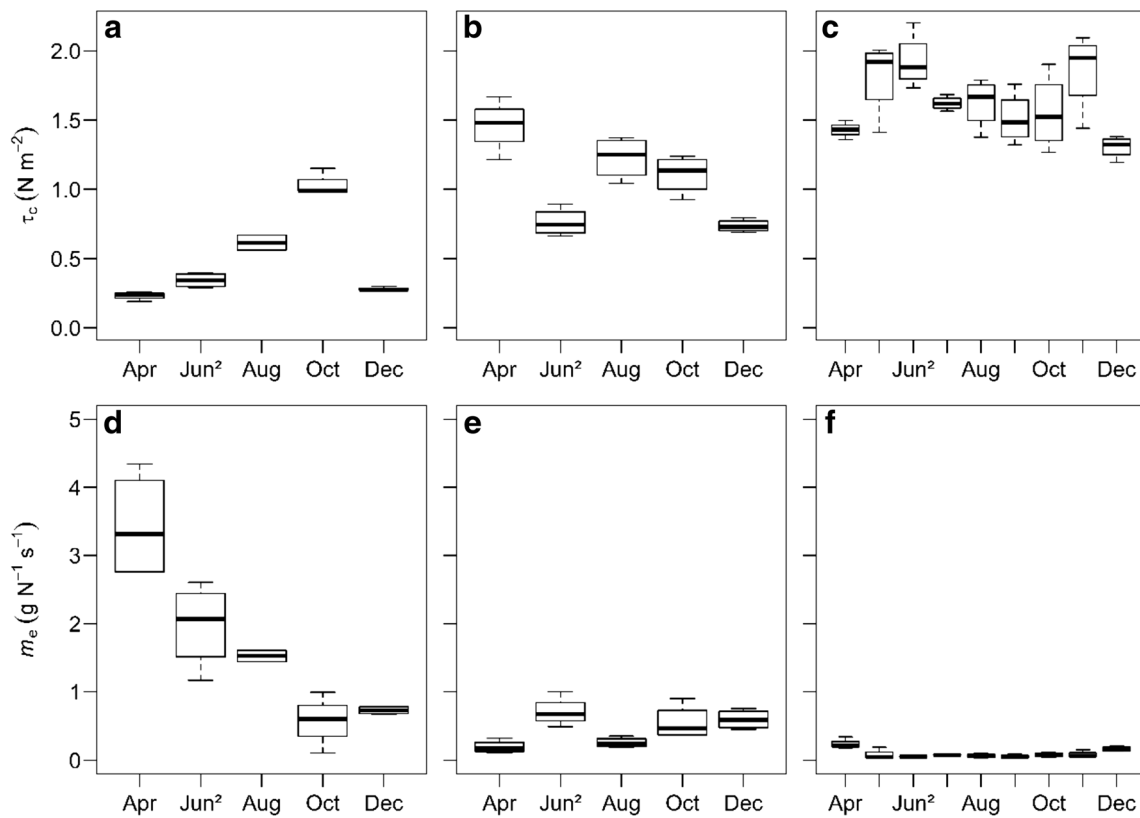 a
b
c
2.0
1.5
1.0
0.5
0.0
τc (N m⁻²)
Apr Jun² Aug Oct Dec
Apr Jun² Aug Oct Dec
Apr Jun² Aug Oct Dec
d
e
f
5
4
3
2
1
0
me (g N⁻¹ s⁻¹)
Apr Jun² Aug Oct Dec
Apr Jun² Aug Oct Dec
Apr Jun² Aug Oct Dec